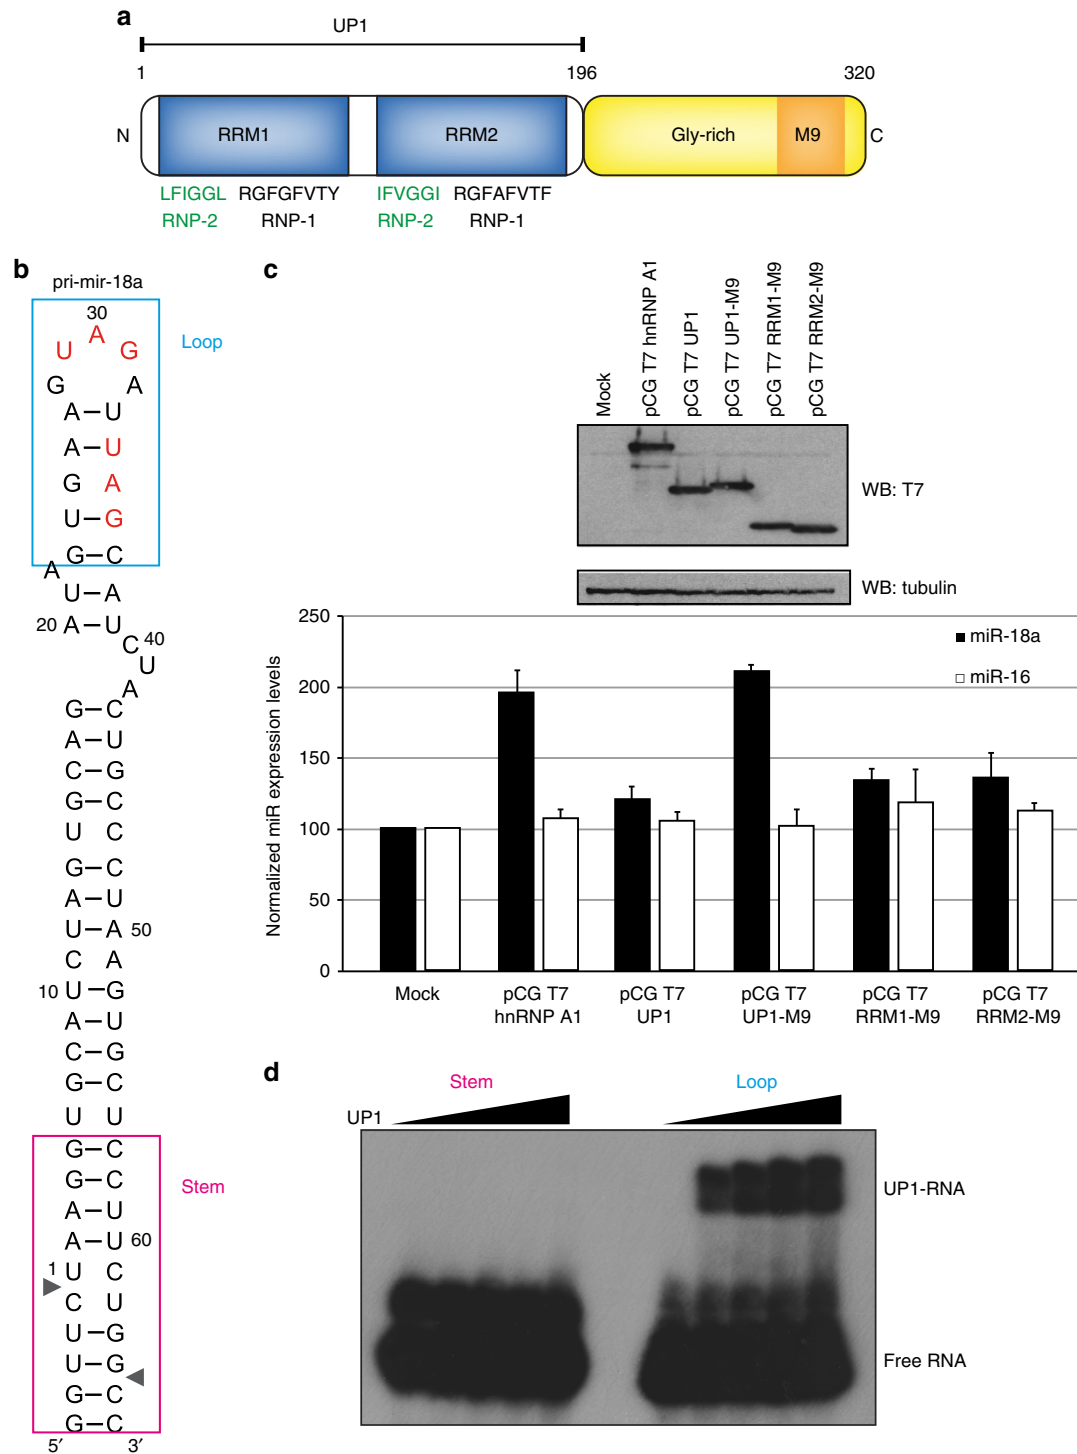 a
UP1
1 196 320
N RRM1 RRM2 Gly-rich M9 C
LFIGGL RGFGFVTY IFVGGI RGFAFVTF
RNP-2 RNP-1 RNP-2 RNP-1
b
pri-mir-18a
30
A
U G
Loop
G A
A U
A U
G A
U G
G C
A
U A
20 A U
C 40
U
A
G C
A U
C G
G C
U C
G C
A U
U A 50
C A
10 U G
A U
C G
G C
U U
G C
G C
Stem
A U
A U 60
1 U C
C U
U G
U G
G C
G C
5′ 3′
c
Mock
pCG T7 hnRNP A1
pCG T7 UP1
pCG T7 UP1-M9
pCG T7 RRM1-M9
pCG T7 RRM2-M9
WB: T7
WB: tubulin
Normalized miR expression levels
250
200
150
100
50
0
miR-18a
miR-16
Mock
pCG T7
hnRNP A1
pCG T7
UP1
pCG T7
UP1-M9
pCG T7
RRM1-M9
pCG T7
RRM2-M9
d
Stem Loop
UP1
UP1-RNA
Free RNA